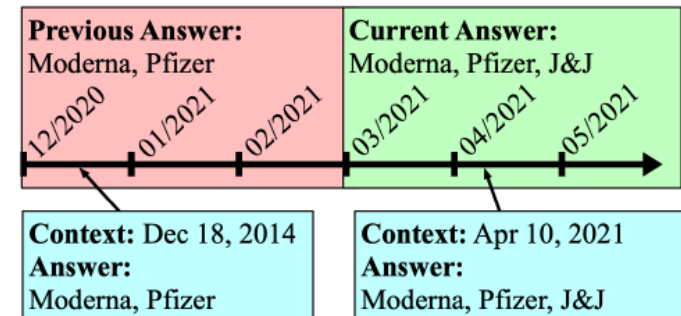 Previous Answer:
Moderna, Pfizer
Current Answer:
Moderna, Pfizer, J&J
12/2020
01/2021
02/2021
03/2021
04/2021
05/2021
Context: Dec 18, 2014
Answer:
Moderna, Pfizer
Context: Apr 10, 2021
Answer:
Moderna, Pfizer, J&J